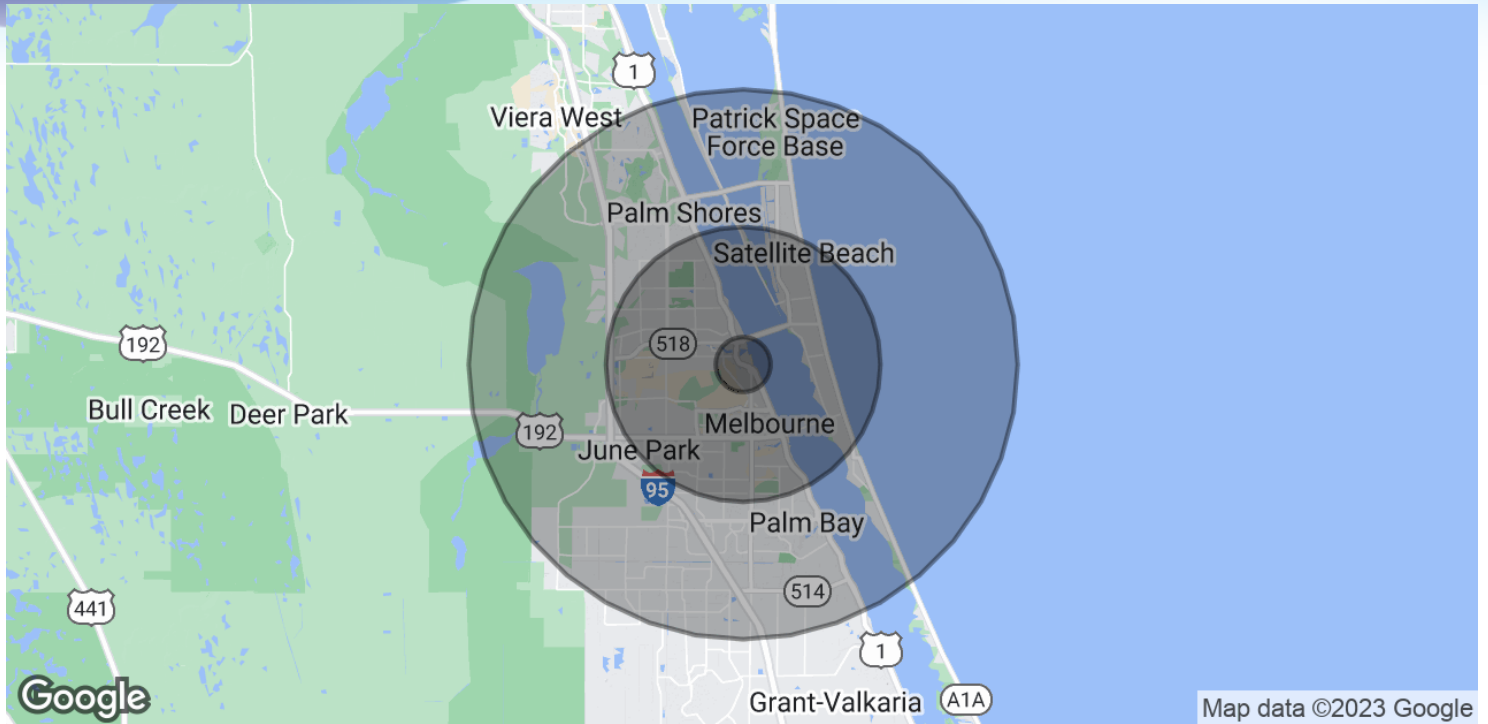 1
Viera West
Patrick Space
Force Base
Palm Shores
Satellite Beach
192
518
Bull Creek
Deer Park
192
Melbourne
June Park
95
Palm Bay
441
514
1
Google
Grant-Valkaria
A1A
Map data ©2023 Google